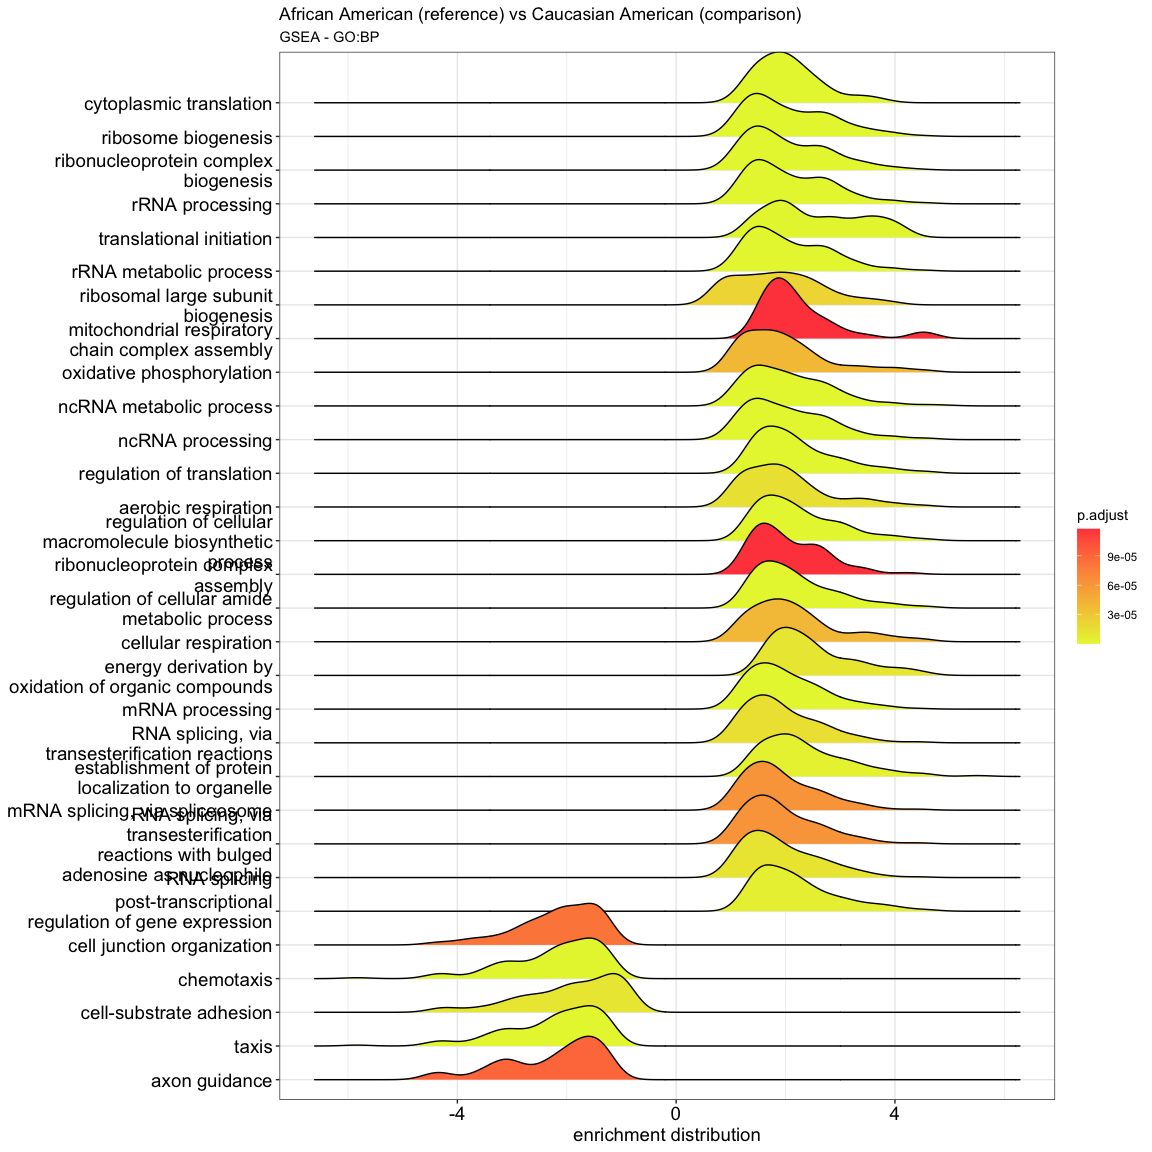 African American (reference) vs Caucasian American (comparison)
GSEA - GO:BP
cytoplasmic translation
ribosome biogenesis
ribonucleoprotein complex
biogenesis
rRNA processing
translational initiation
rRNA metabolic process
ribosomal large subunit
biogenesis
mitochondrial respiratory
chain complex assembly
oxidative phosphorylation
ncRNA metabolic process
ncRNA processing
regulation of translation
aerobic respiration
regulation of cellular
macromolecule biosynthetic
process
ribonucleoprotein complex
assembly
regulation of cellular amide
metabolic process
cellular respiration
energy derivation by
oxidation of organic compounds
mRNA processing
RNA splicing, via
transesterification reactions
establishment of protein
localization to organelle
mRNA splicing, via spliceosome
RNA splicing, via
transesterification
reactions with bulged
adenosine as nucleophile
RNA splicing
post-transcriptional
regulation of gene expression
cell junction organization
chemotaxis
cell-substrate adhesion
taxis
axon guidance
-4
0
4
enrichment distribution
p.adjust
9e-05
6e-05
3e-05